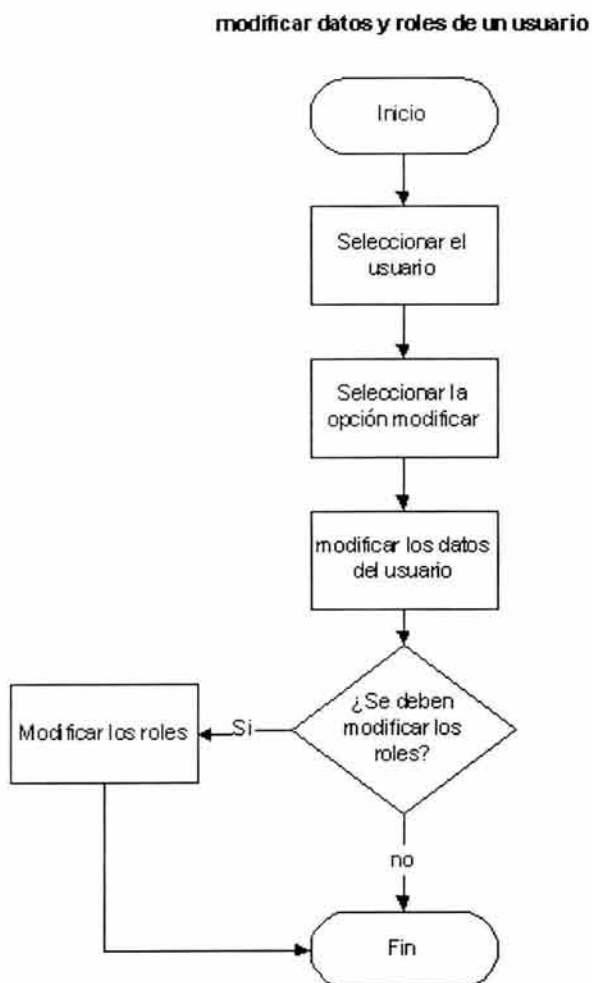 modificar datos y roles de un usuario
Inicio
Seleccionar el
usuario
Seleccionar la
opción modificar
modificar los datos
del usuario
¿Se deben
modificar los
roles?
Si
Modificar los roles
no
Fin